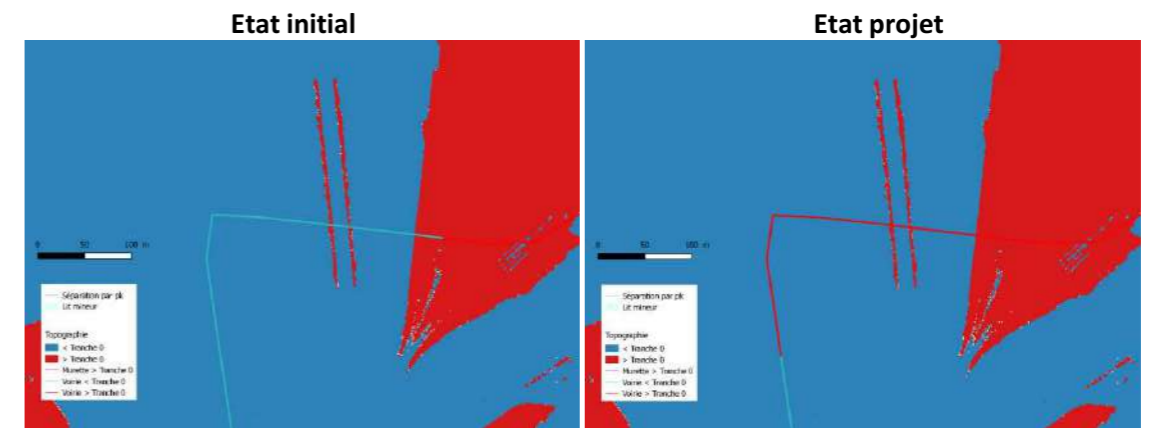 Etat initial
Etat projet
0 50 100 m
Séparation par pk
Lit mineur
Topographie
< Tranche 0
> Tranche 0
Murette > Tranche 0
Voirie < Tranche 0
Voirie > Tranche 0
0 50 100 m
Séparation par pk
Lit mineur
Topographie
< Tranche 0
> Tranche 0
Murette > Tranche 0
Voirie < Tranche 0
Voirie > Tranche 0